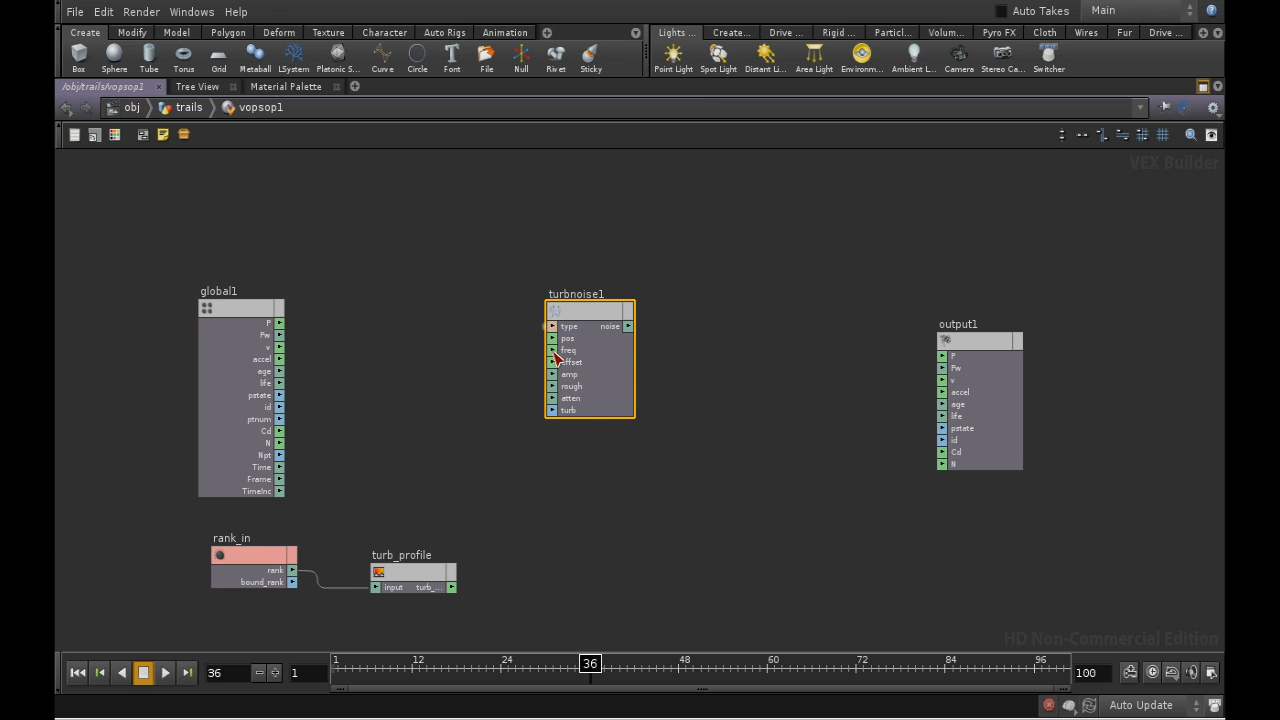 File Edit Render Windows Help Auto Takes Main
Create Modify Model Polygon Deform Texture Character Auto Rigs Animation Lights ... Create... Drive ... Rigid ... Particl... Volum... Pyro FX Cloth Wires Fur Drive ...
Box Sphere Tube Torus Grid Metaball LSystem Platonic S... Curve Circle Font File Null Rivet Sticky Point Light Spot Light Distant Li... Area Light Environm... Ambient L... Camera Stereo Ca... Switcher
/obj/trails/vopsop1 Tree View Material Palette
obj trails vopsop1
VEX Builder
global1
P
Pw
v
accel
age
life
pstate
id
ptnum
Cd
N
Npt
Time
Frame
TimeInc
turbnoise1
type noise
pos
freq
offset
amp
rough
atten
turb
output1
P
Pw
v
accel
age
life
pstate
id
Cd
N
rank_in
rank
bound_rank
turb_profile
input turb_...
HD Non-Commercial Edition
36 1 1 12 24 36 48 60 72 84 96 100
Auto Update